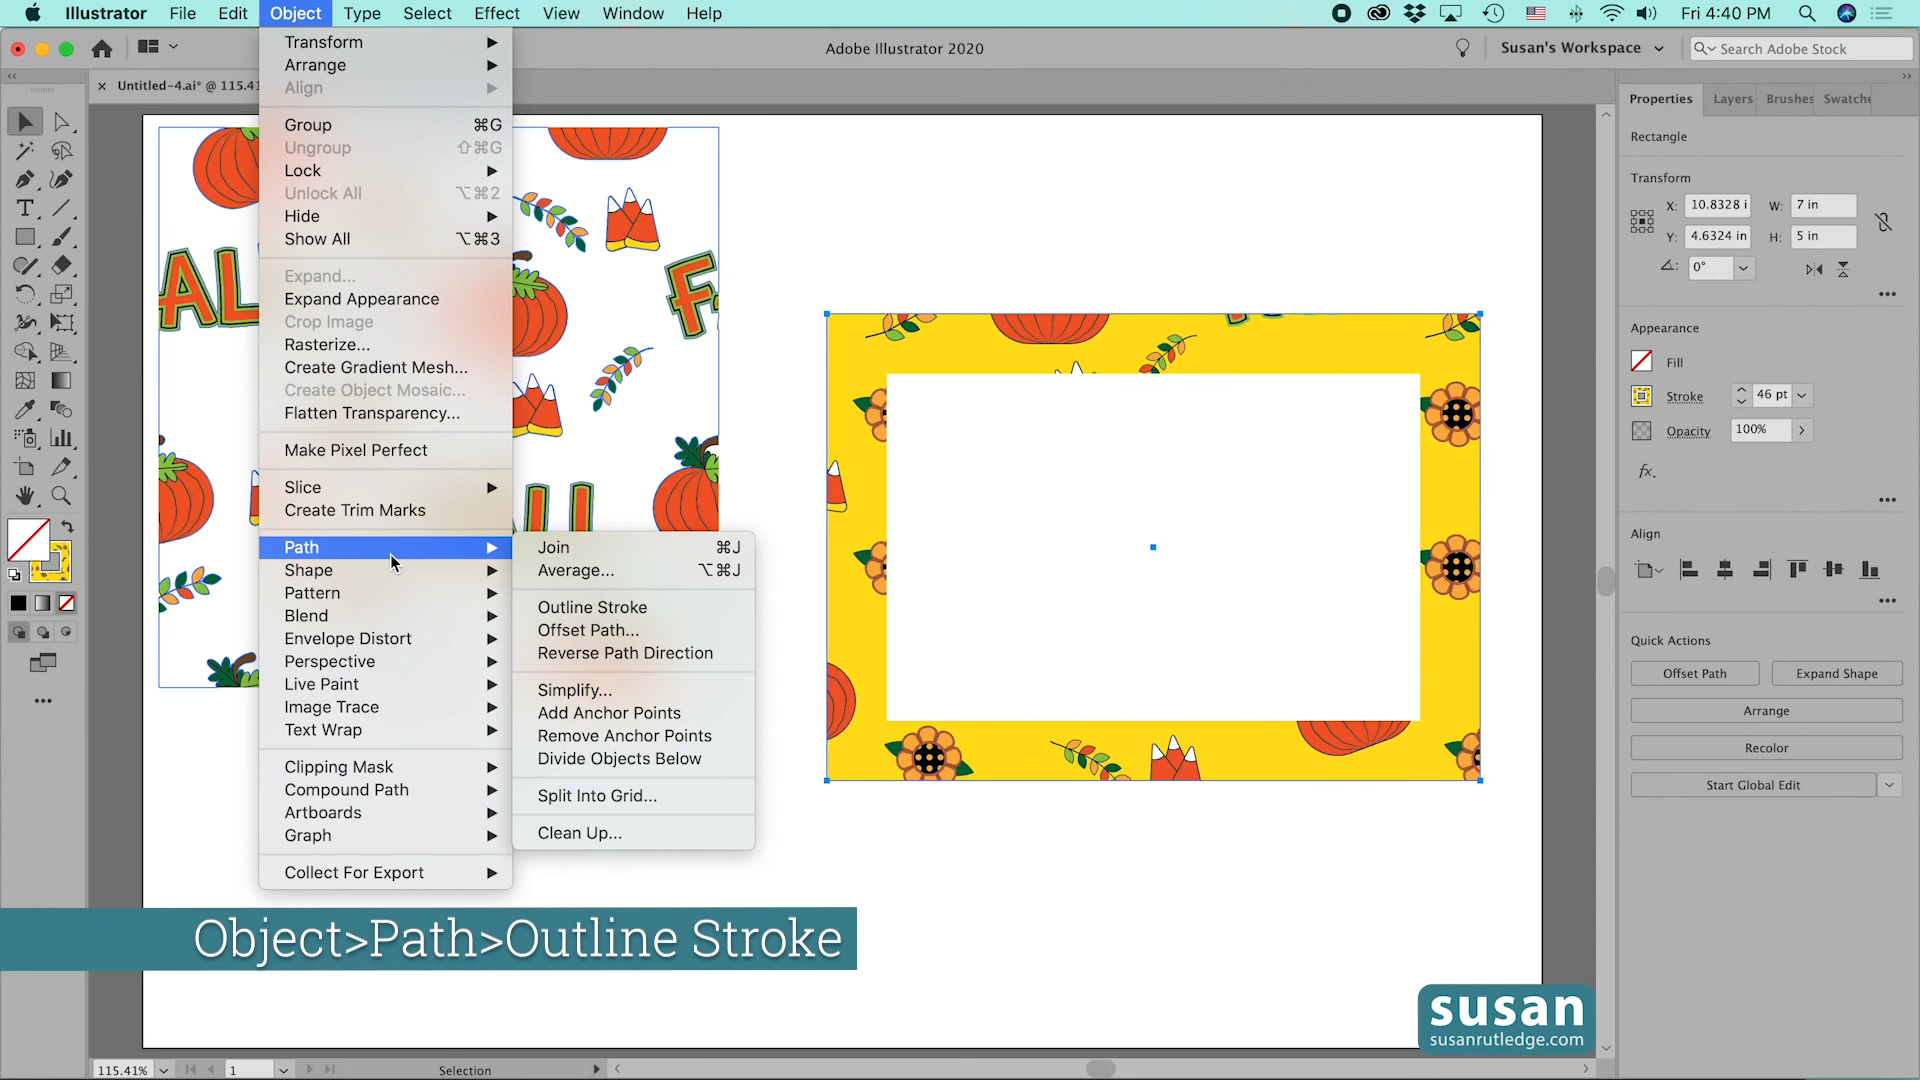 Illustrator File Edit Object Type Select Effect View Window Help
Fri 4:40 PM
Adobe Illustrator 2020
Susan's Workspace
Search Adobe Stock
× Untitled-4.ai* @ 115.41
Transform
Arrange
Align
Group ⌘G
Ungroup ⇧⌘G
Lock
Unlock All ⌥⌘2
Hide
Show All ⌥⌘3
Expand...
Expand Appearance
Crop Image
Rasterize...
Create Gradient Mesh...
Create Object Mosaic...
Flatten Transparency...
Make Pixel Perfect
Slice
Create Trim Marks
Path
Shape
Pattern
Blend
Envelope Distort
Perspective
Live Paint
Image Trace
Text Wrap
Clipping Mask
Compound Path
Artboards
Graph
Collect For Export
Join ⌘J
Average... ⌥⌘J
Outline Stroke
Offset Path...
Reverse Path Direction
Simplify...
Add Anchor Points
Remove Anchor Points
Divide Objects Below
Split Into Grid...
Clean Up...
Properties Layers Brushes Swatche
Rectangle
Transform
X: 10.8328 i W: 7 in
Y: 4.6324 in H: 5 in
0°
Appearance
Fill
Stroke 46 pt
Opacity 100%
fx.
Align
Quick Actions
Offset Path Expand Shape
Arrange
Recolor
Start Global Edit
Object>Path>Outline Stroke
susan
susanrutledge.com
115.41% 1 Selection